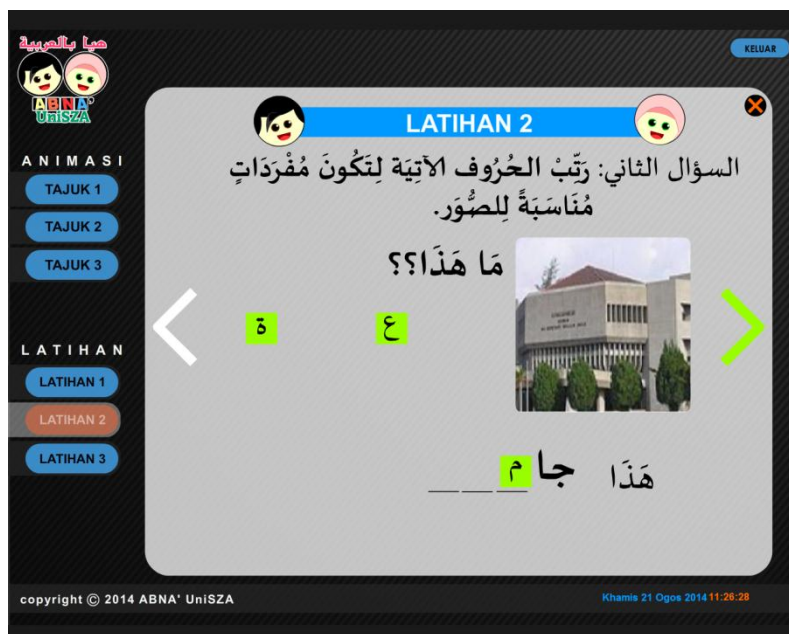 هيا بالعربية
ABNA'
UniSZA
KELUAR
ANIMASI
TAJUK 1
TAJUK 2
TAJUK 3
LATIHAN
LATIHAN 1
LATIHAN 2
LATIHAN 3
LATIHAN 2
السؤال الثاني: رَتِّبْ الحُرُوف الآتِيَة لِتَكُونَ مُفْرَدَاتٍ
مُنَاسَبَةً لِلصُّوَر.
مَا هَذَا؟؟
ع ة
هَذَا جا م _ _ _
copyright © 2014 ABNA' UniSZA
Khamis 21 Ogos 2014 11:26:28